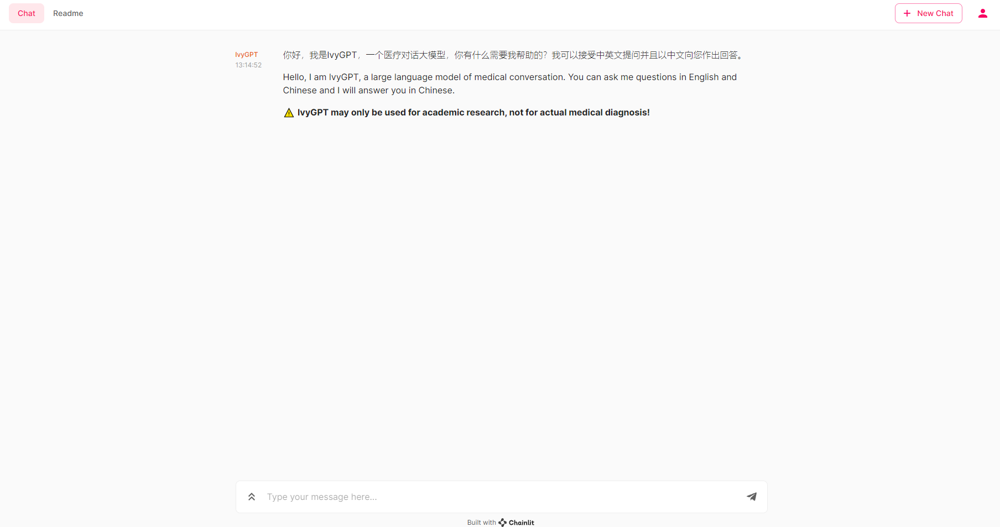 Chat Readme New Chat
IvyGPT
13:14:52
你好，我是IvyGPT，一个医疗对话大模型，你有什么需要我帮助的？我可以接受中英文提问并且以中文向您作出回答。
Hello, I am IvyGPT, a large language model of medical conversation. You can ask me questions in English and
Chinese and I will answer you in Chinese.
⚠ IvyGPT may only be used for academic research, not for actual medical diagnosis!
Type your message here...
Built with Chainlit